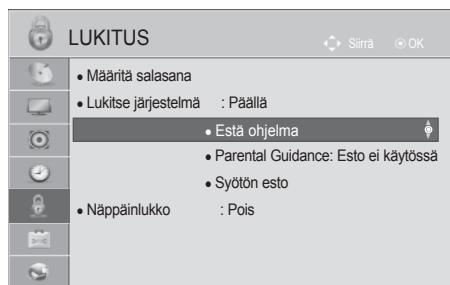 LUKITUS
Siirrä OK
• Määritä salasana
• Lukitse järjestelmä : Päällä
• Estä ohjelma
• Parental Guidance: Esto ei käytössä
• Syötön esto
• Näppäinlukko : Pois